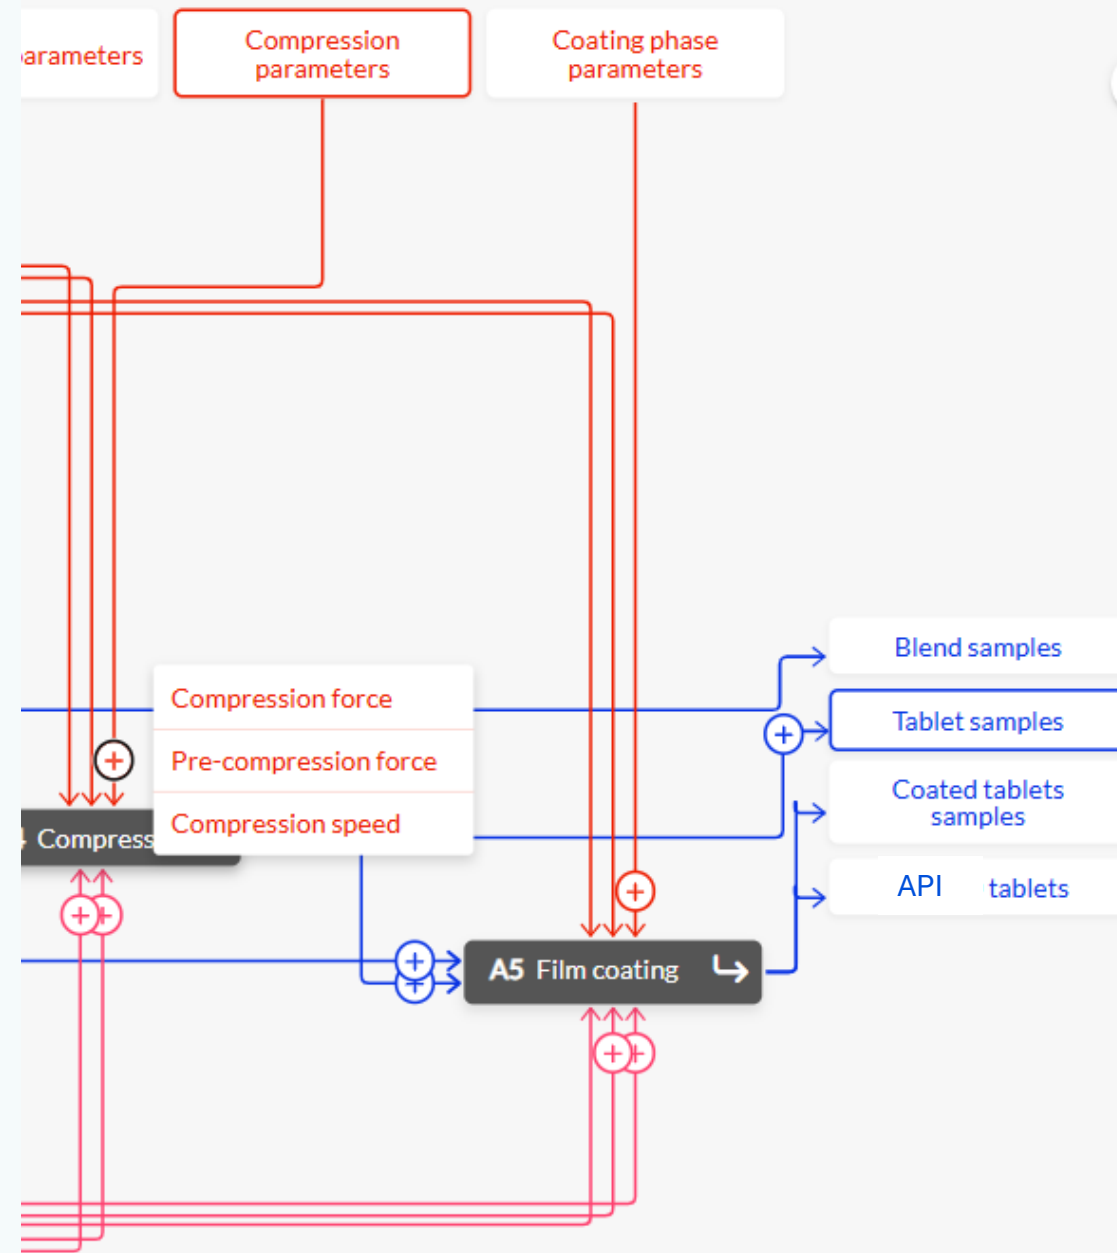 arameters
Compression
parameters
Coating phase
parameters
Blend samples
Compression force
Tablet samples
Pre-compression force
Coated tablets
samples
Compression speed
Compress
API tablets
A5 Film coating